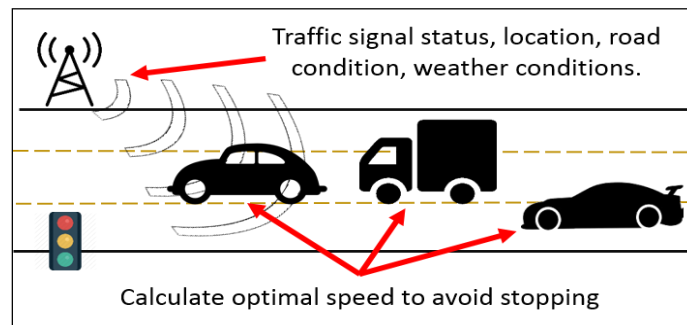 Traffic signal status, location, road
condition, weather conditions.
Calculate optimal speed to avoid stopping